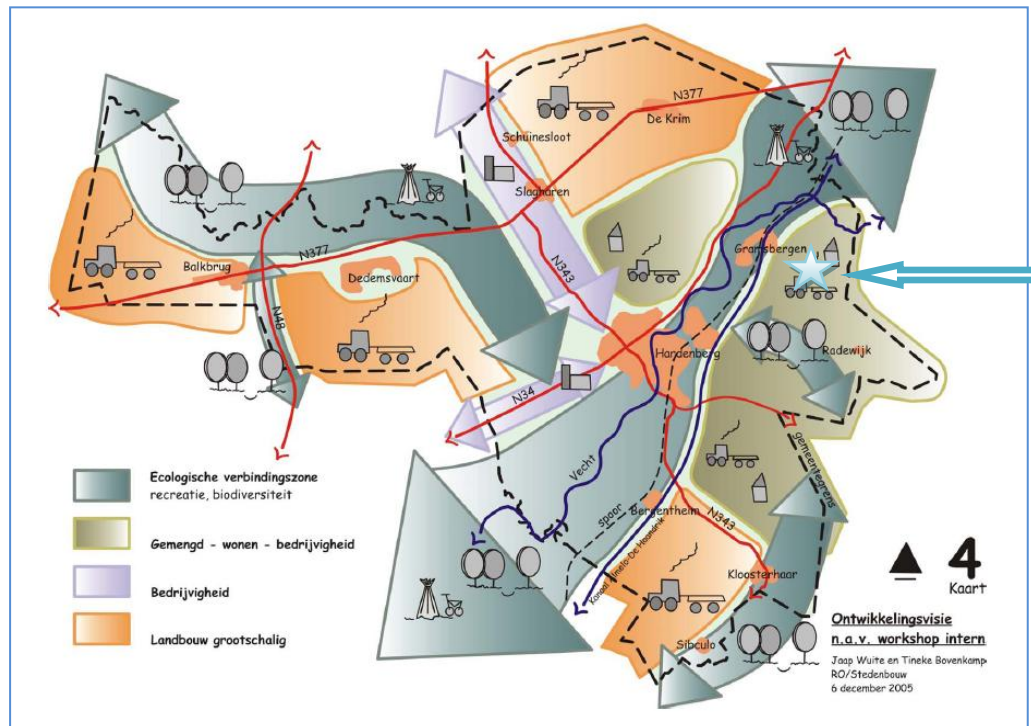 N377
De Krim
Schuinesloot
Slagharen
N377
Balkbrug
Dedemsvaart
N343
Gramsbergen
N48
Hardenberg
Radewijk
N34
gemeentegrens
Vecht
spoor
Bergentheim
N343
Kanaal Almelo-De Haandrik
Kloosterhaar
Sibculo
Ecologische verbindingszone
recreatie, biodiversiteit
Gemengd - wonen - bedrijvigheid
Bedrijvigheid
Landbouw grootschalig
4
Kaart
Ontwikkelingsvisie
n.a.v. workshop intern
Jaap Wuite en Tineke Bovenkamp
RO/Stedenbouw
6 december 2005